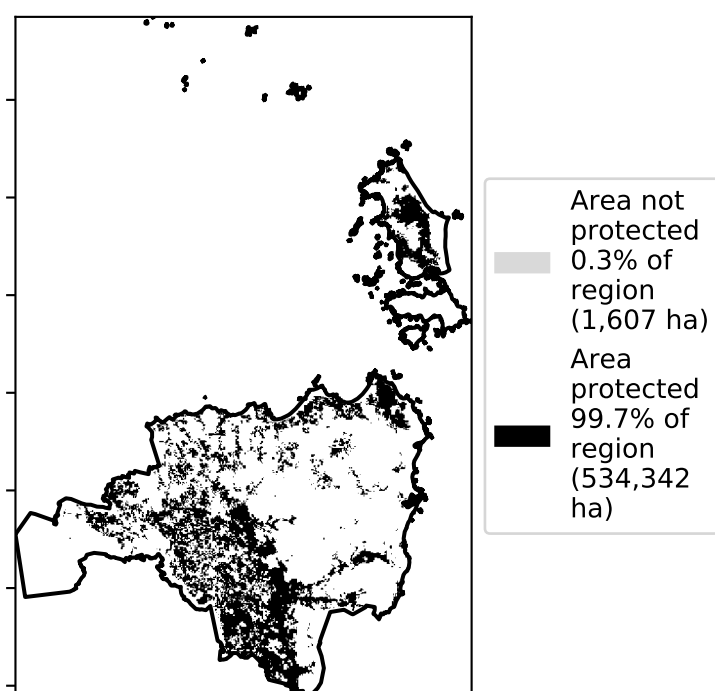 Area not
protected
0.3% of
region
(1,607 ha)
Area
protected
99.7% of
region
(534,342
ha)